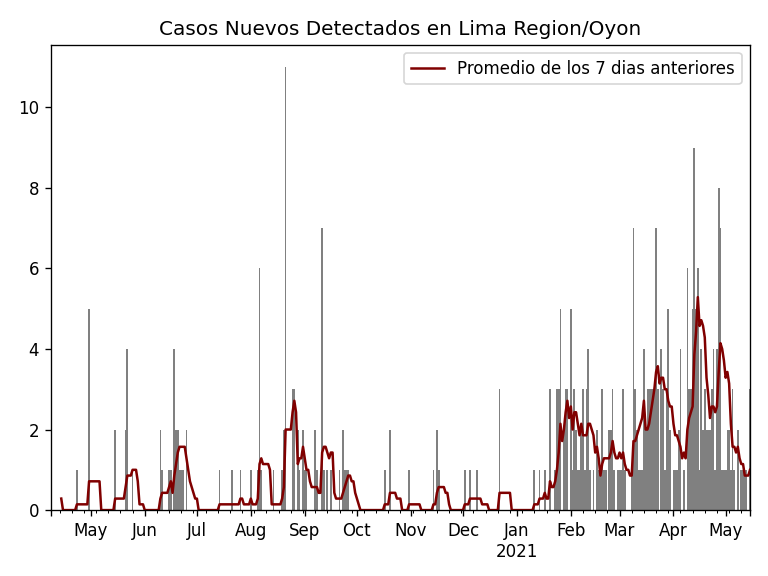 Casos Nuevos Detectados en Lima Region/Oyon
Promedio de los 7 dias anteriores
10
8
6
4
2
0
May Jun Jul Aug Sep Oct Nov Dec Jan Feb Mar Apr May
2021